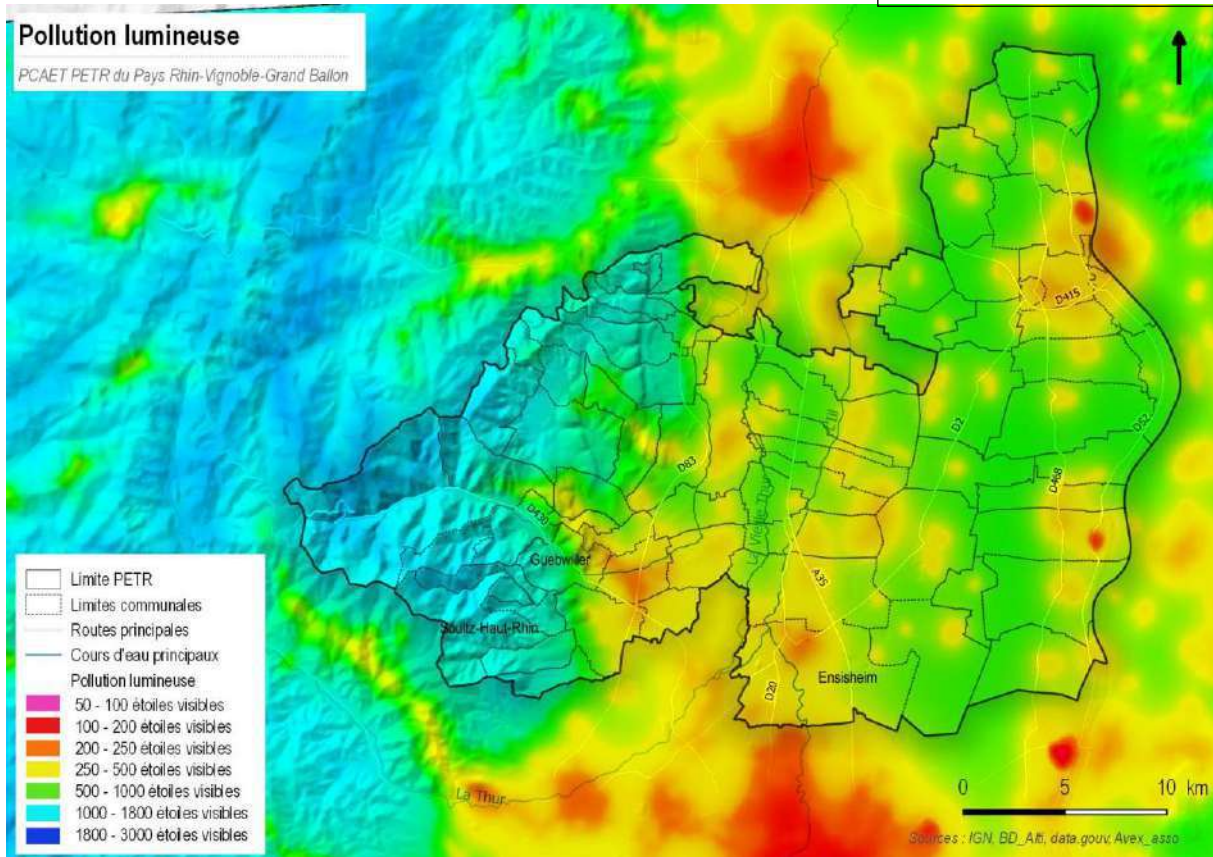 Pollution lumineuse
PCAET PETR du Pays Rhin-Vignoble-Grand Ballon
D415
D2
D52
D83
D468
D430
Guebwiller
A35
Soultz-Haut-Rhin
Ensisheim
D20
La Thur
L'Ill
Limite PETR
Limites communales
Routes principales
Cours d'eau principaux
Pollution lumineuse
50 - 100 étoiles visibles
100 - 200 étoiles visibles
200 - 250 étoiles visibles
250 - 500 étoiles visibles
500 - 1000 étoiles visibles
1000 - 1800 étoiles visibles
1800 - 3000 étoiles visibles
0 5 10 km
Sources : IGN, BD_Alti, data.gouv, Avex_asso